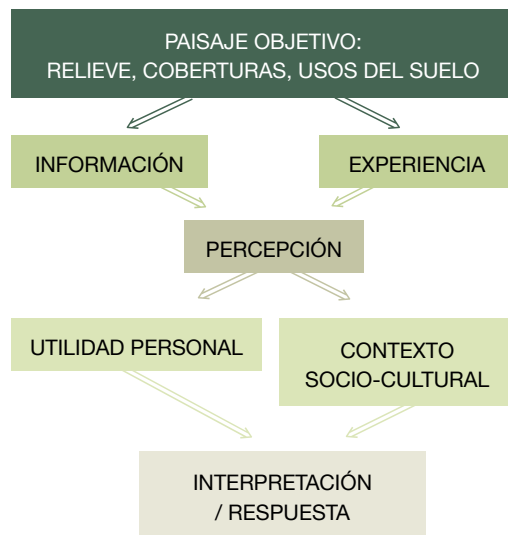 PAISAJE OBJETIVO:
RELIEVE, COBERTURAS, USOS DEL SUELO
INFORMACIÓN
EXPERIENCIA
PERCEPCIÓN
UTILIDAD PERSONAL
CONTEXTO
SOCIO-CULTURAL
INTERPRETACIÓN
/ RESPUESTA